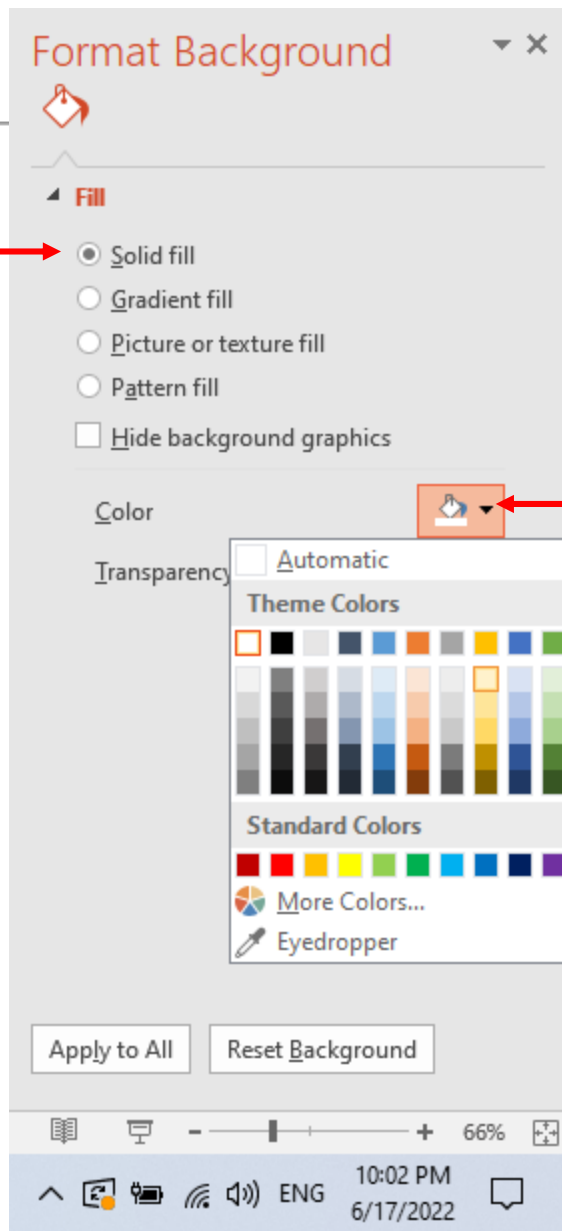 Format Background
Fill
Solid fill
Gradient fill
Picture or texture fill
Pattern fill
Hide background graphics
Color
Transparency
Automatic
Theme Colors
Standard Colors
More Colors...
Eyedropper
Apply to All
Reset Background
66%
ENG
10:02 PM
6/17/2022